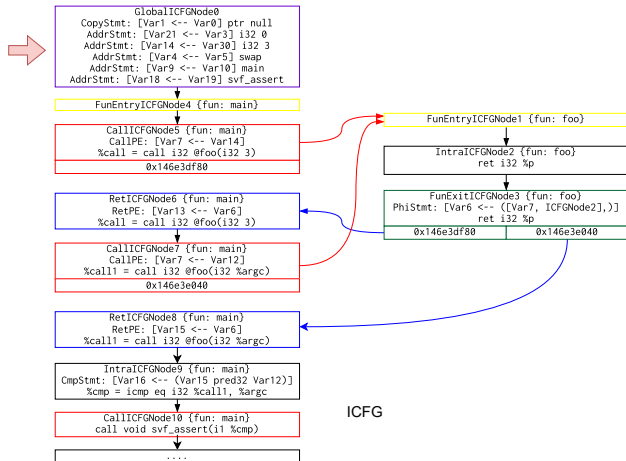 GlobalICFGNode0
CopyStmt: [Var1 <-- Var0] ptr null
AddrStmt: [Var21 <-- Var3] i32 0
AddrStmt: [Var14 <-- Var30] i32 3
AddrStmt: [Var4 <-- Var5] swap
AddrStmt: [Var9 <-- Var10] main
AddrStmt: [Var18 <-- Var19] svf_assert
FunEntryICFGNode4 {fun: main}
CallICFGNode5 {fun: main}
CallPE: [Var7 <-- Var14]
%call = call i32 @foo(i32 3)
0x146e3df80
RetICFGNode6 {fun: main}
RetPE: [Var13 <-- Var6]
%call = call i32 @foo(i32 3)
CallICFGNode7 {fun: main}
CallPE: [Var7 <-- Var12]
%call1 = call i32 @foo(i32 %argc)
0x146e3e040
RetICFGNode8 {fun: main}
RetPE: [Var15 <-- Var6]
%call1 = call i32 @foo(i32 %argc)
IntraICFGNode9 {fun: main}
CmpStmt: [Var16 <-- (Var15 pred32 Var12)]
%cmp = icmp eq i32 %call1, %argc
CallICFGNode10 {fun: main}
call void svf_assert(i1 %cmp)
....
FunEntryICFGNode1 {fun: foo}
IntraICFGNode2 {fun: foo}
ret i32 %p
FunExitICFGNode3 {fun: foo}
PhiStmt: [Var6 <-- ([Var7, ICFGNode2],)]
ret i32 %p
0x146e3df80
0x146e3e040
ICFG